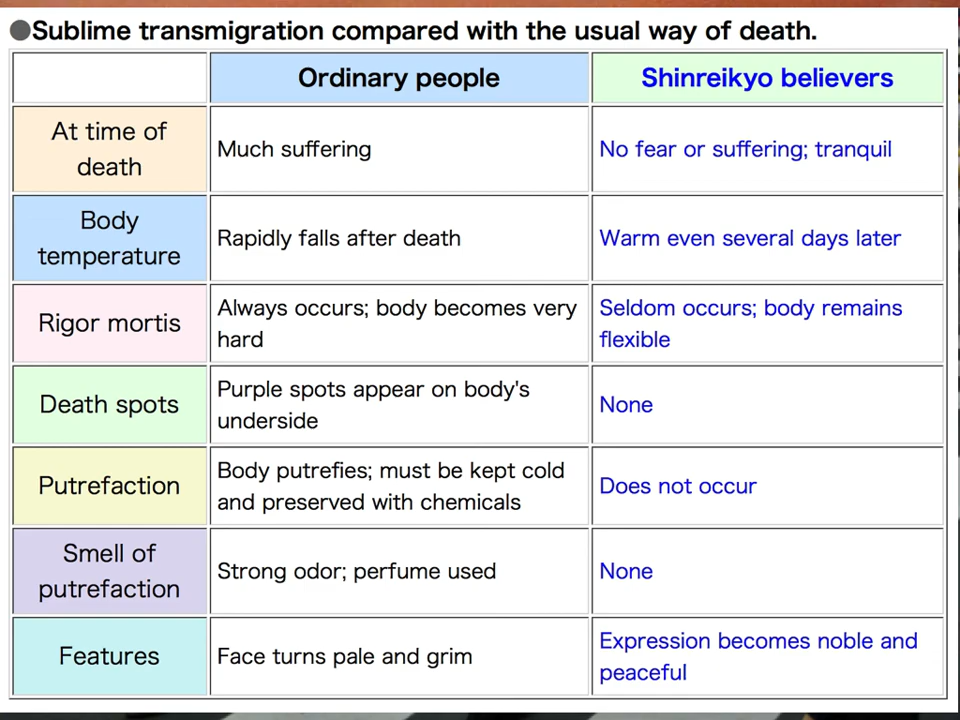 ●Sublime transmigration compared with the usual way of death.
Ordinary people
Shinreikyo believers
At time of
death
Much suffering
No fear or suffering; tranquil
Body
temperature
Rapidly falls after death
Warm even several days later
Rigor mortis
Always occurs; body becomes very
hard
Seldom occurs; body remains
flexible
Death spots
Purple spots appear on body's
underside
None
Putrefaction
Body putrefies; must be kept cold
and preserved with chemicals
Does not occur
Smell of
putrefaction
Strong odor; perfume used
None
Features
Face turns pale and grim
Expression becomes noble and
peaceful